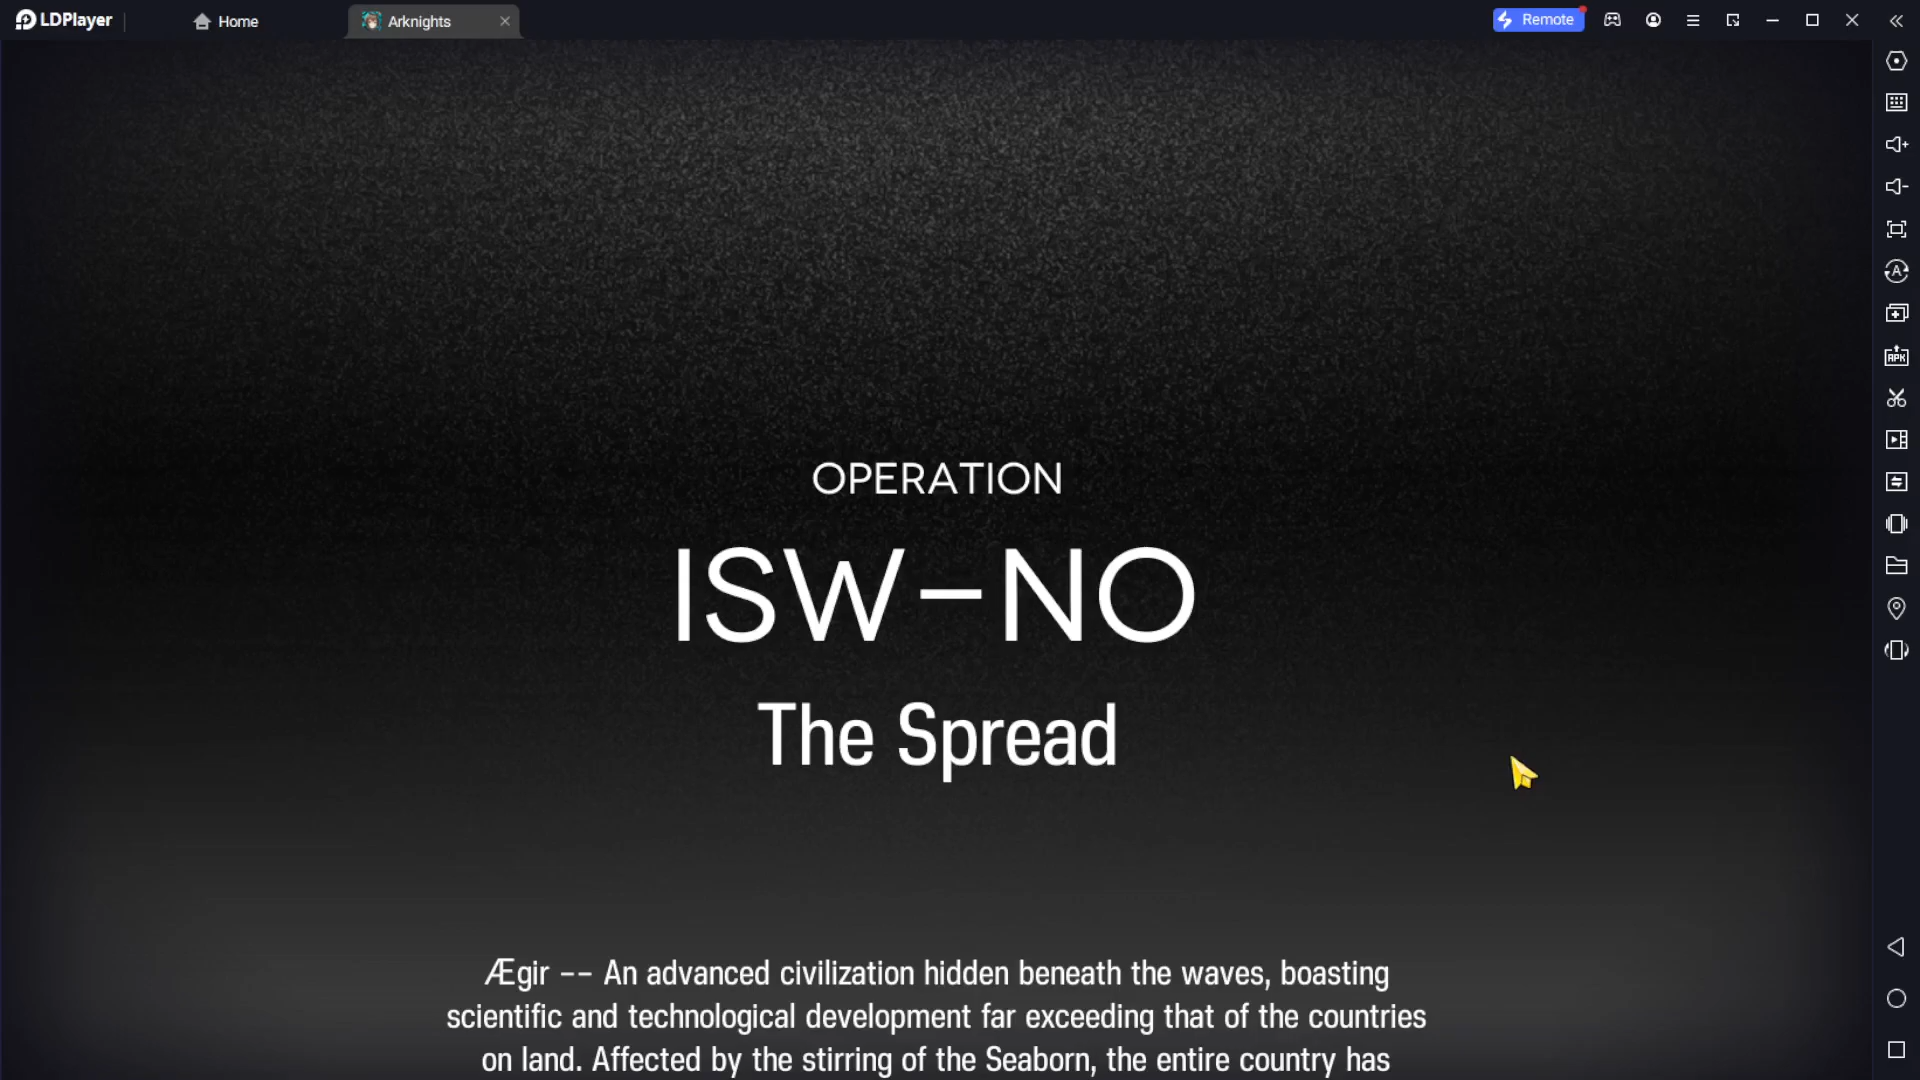 LDPlayer
Home
Arknights
Remote
A
APK
OPERATION
ISW-NO
The Spread
Ægir -- An advanced civilization hidden beneath the waves, boasting
scientific and technological development far exceeding that of the countries
on land. Affected by the stirring of the Seaborn, the entire country has